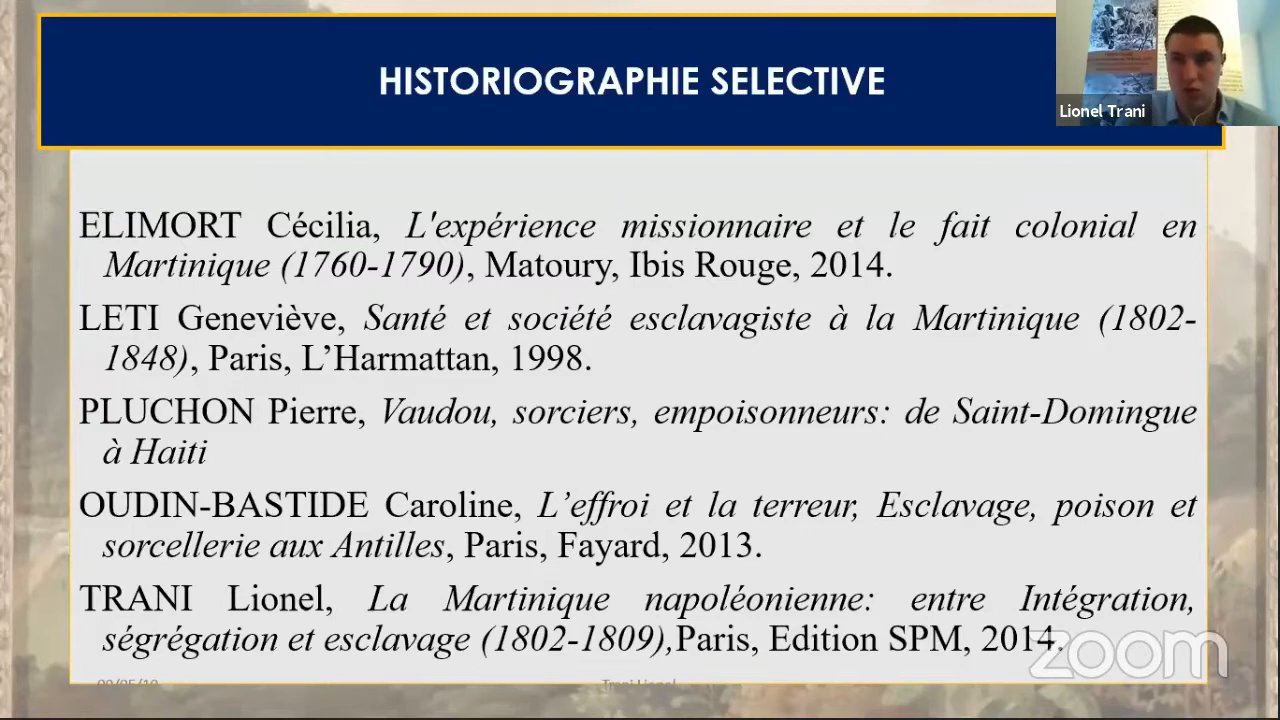 HISTORIOGRAPHIE SELECTIVE
Lionel Trani
ELIMORT Cécilia, L'expérience missionnaire et le fait colonial en
Martinique (1760-1790), Matoury, Ibis Rouge, 2014.
LETI Geneviève, Santé et société esclavagiste à la Martinique (1802-
1848), Paris, L’Harmattan, 1998.
PLUCHON Pierre, Vaudou, sorciers, empoisonneurs: de Saint-Domingue
à Haiti
OUDIN-BASTIDE Caroline, L’effroi et la terreur, Esclavage, poison et
sorcellerie aux Antilles, Paris, Fayard, 2013.
TRANI Lionel, La Martinique napoléonienne: entre Intégration,
ségrégation et esclavage (1802-1809),Paris, Edition SPM, 2014.
zoom
Trani Lionel